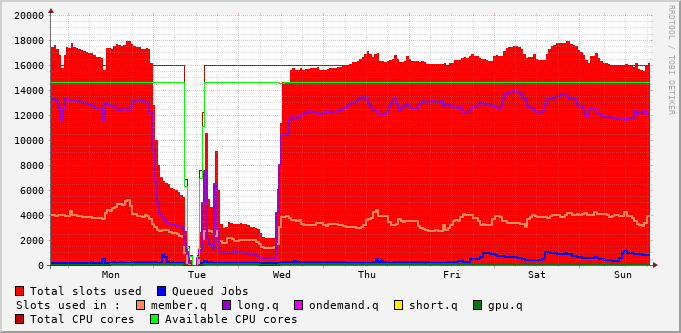 20000
18000
16000
14000
12000
10000
8000
6000
4000
2000
0
Mon Tue Wed Thu Fri Sat Sun
RRDTOOL / TOBI OETIKER
Total slots used Queued Jobs
Slots used in : member.q long.q ondemand.q short.q gpu.q
Total CPU cores Available CPU cores